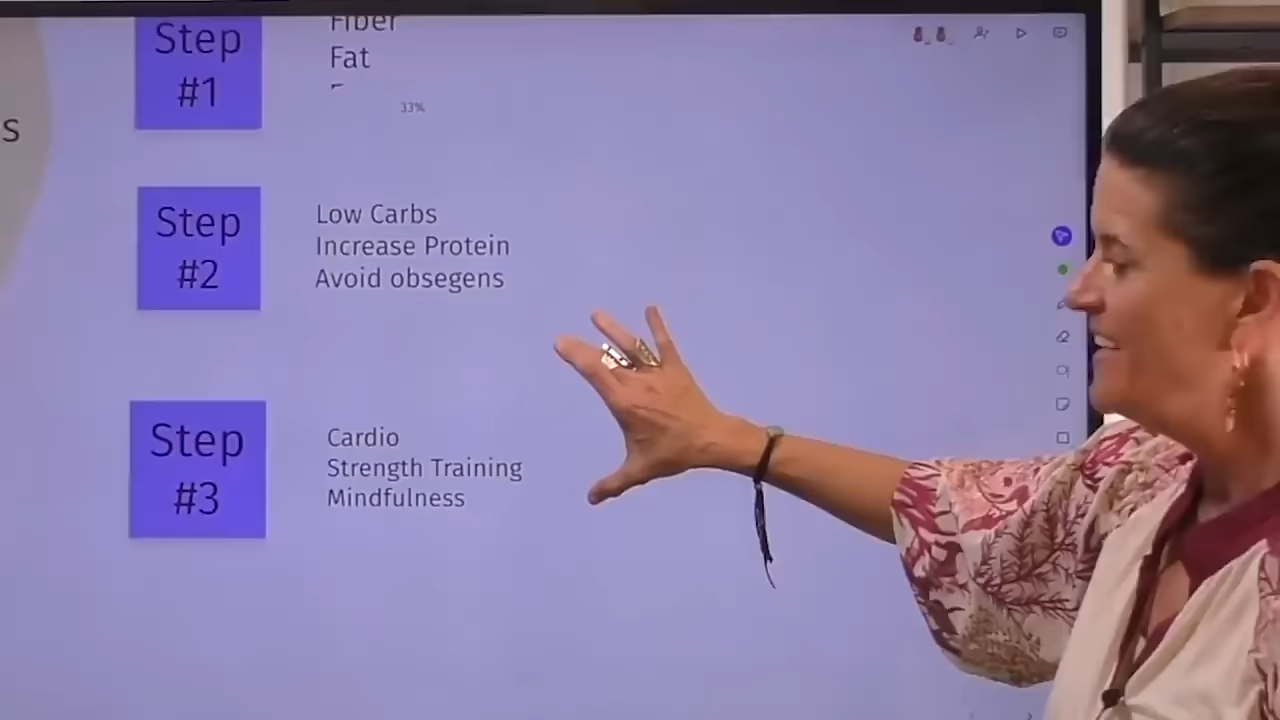 s
Step
#1
Fiber
Fat
33%
Step
#2
Low Carbs
Increase Protein
Avoid obsegens
Step
#3
Cardio
Strength Training
Mindfulness